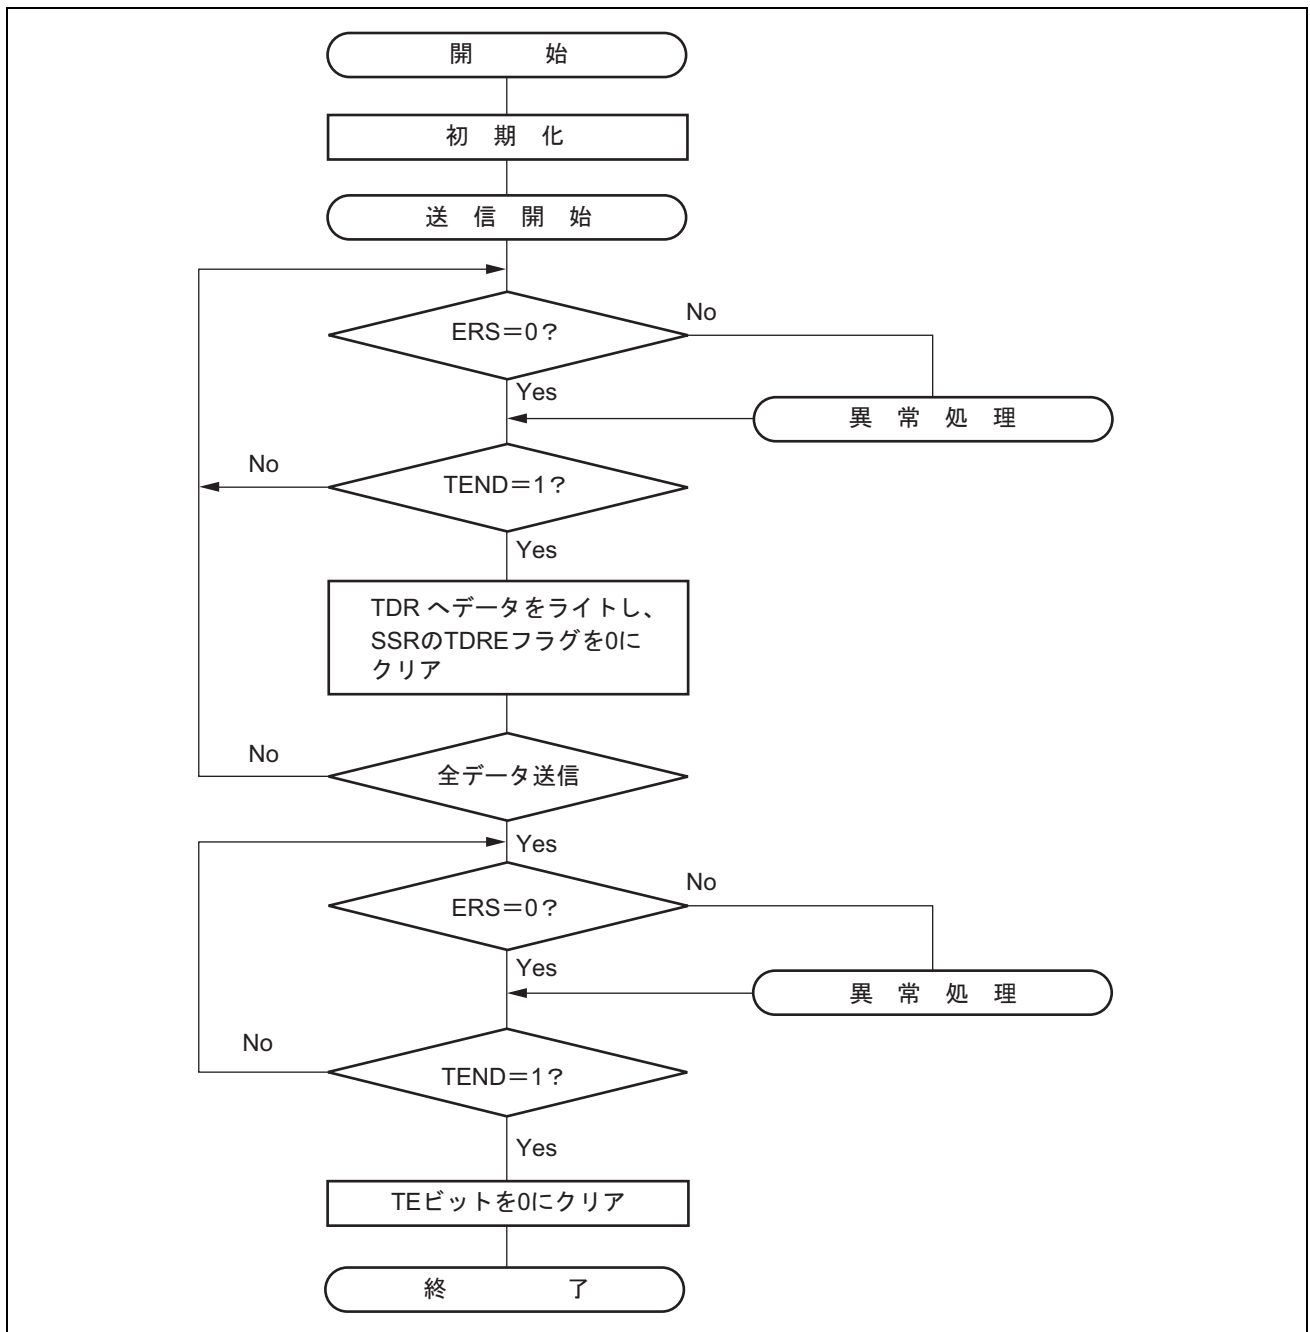 開 始
初 期 化
送 信 開 始
ERS=0?
No
Yes
異 常 処 理
No
TEND=1?
Yes
TDR へデータをライトし、
SSRのTDREフラグを0に
クリア
No
全データ送信
Yes
ERS=0?
No
Yes
異 常 処 理
No
TEND=1?
Yes
TEビットを0にクリア
終 了